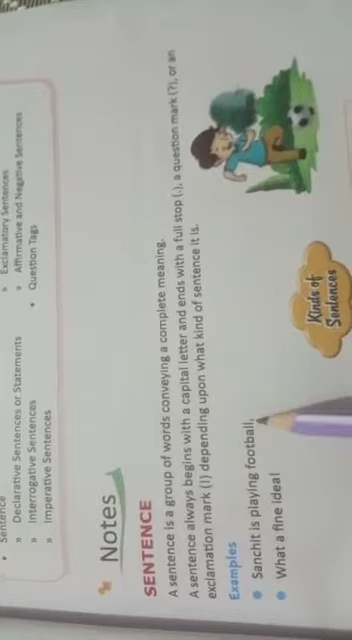 • Sentence
» Declarative Sentences or Statements
» Interrogative Sentences
» Imperative Sentences
» Exclamatory Sentences
» Affirmative and Negative Sentences
• Question Tags
Notes
SENTENCE
A sentence is a group of words conveying a complete meaning.
A sentence always begins with a capital letter and ends with a full stop (.), a question mark (?), or an
exclamation mark (!) depending upon what kind of sentence it is.
Examples
• Sanchit is playing football.
• What a fine idea!
Kinds of
Sentences